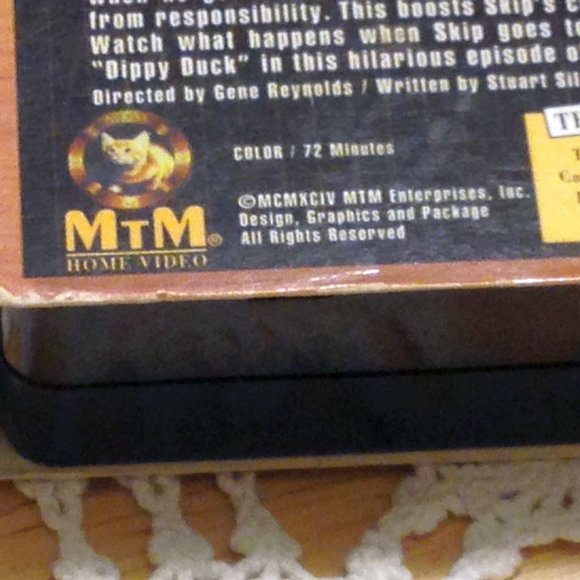 from responsibility. This boosts Skip's
Watch what happens when Skip goes
"Dippy Duck" in this hilarious episode
Directed by Gene Reynolds / Written by Stuart
COLOR / 72 Minutes
©MCMXCIV MTM Enterprises, Inc.
Design, Graphics and Package
All Rights Reserved
MTM®
HOME VIDEO